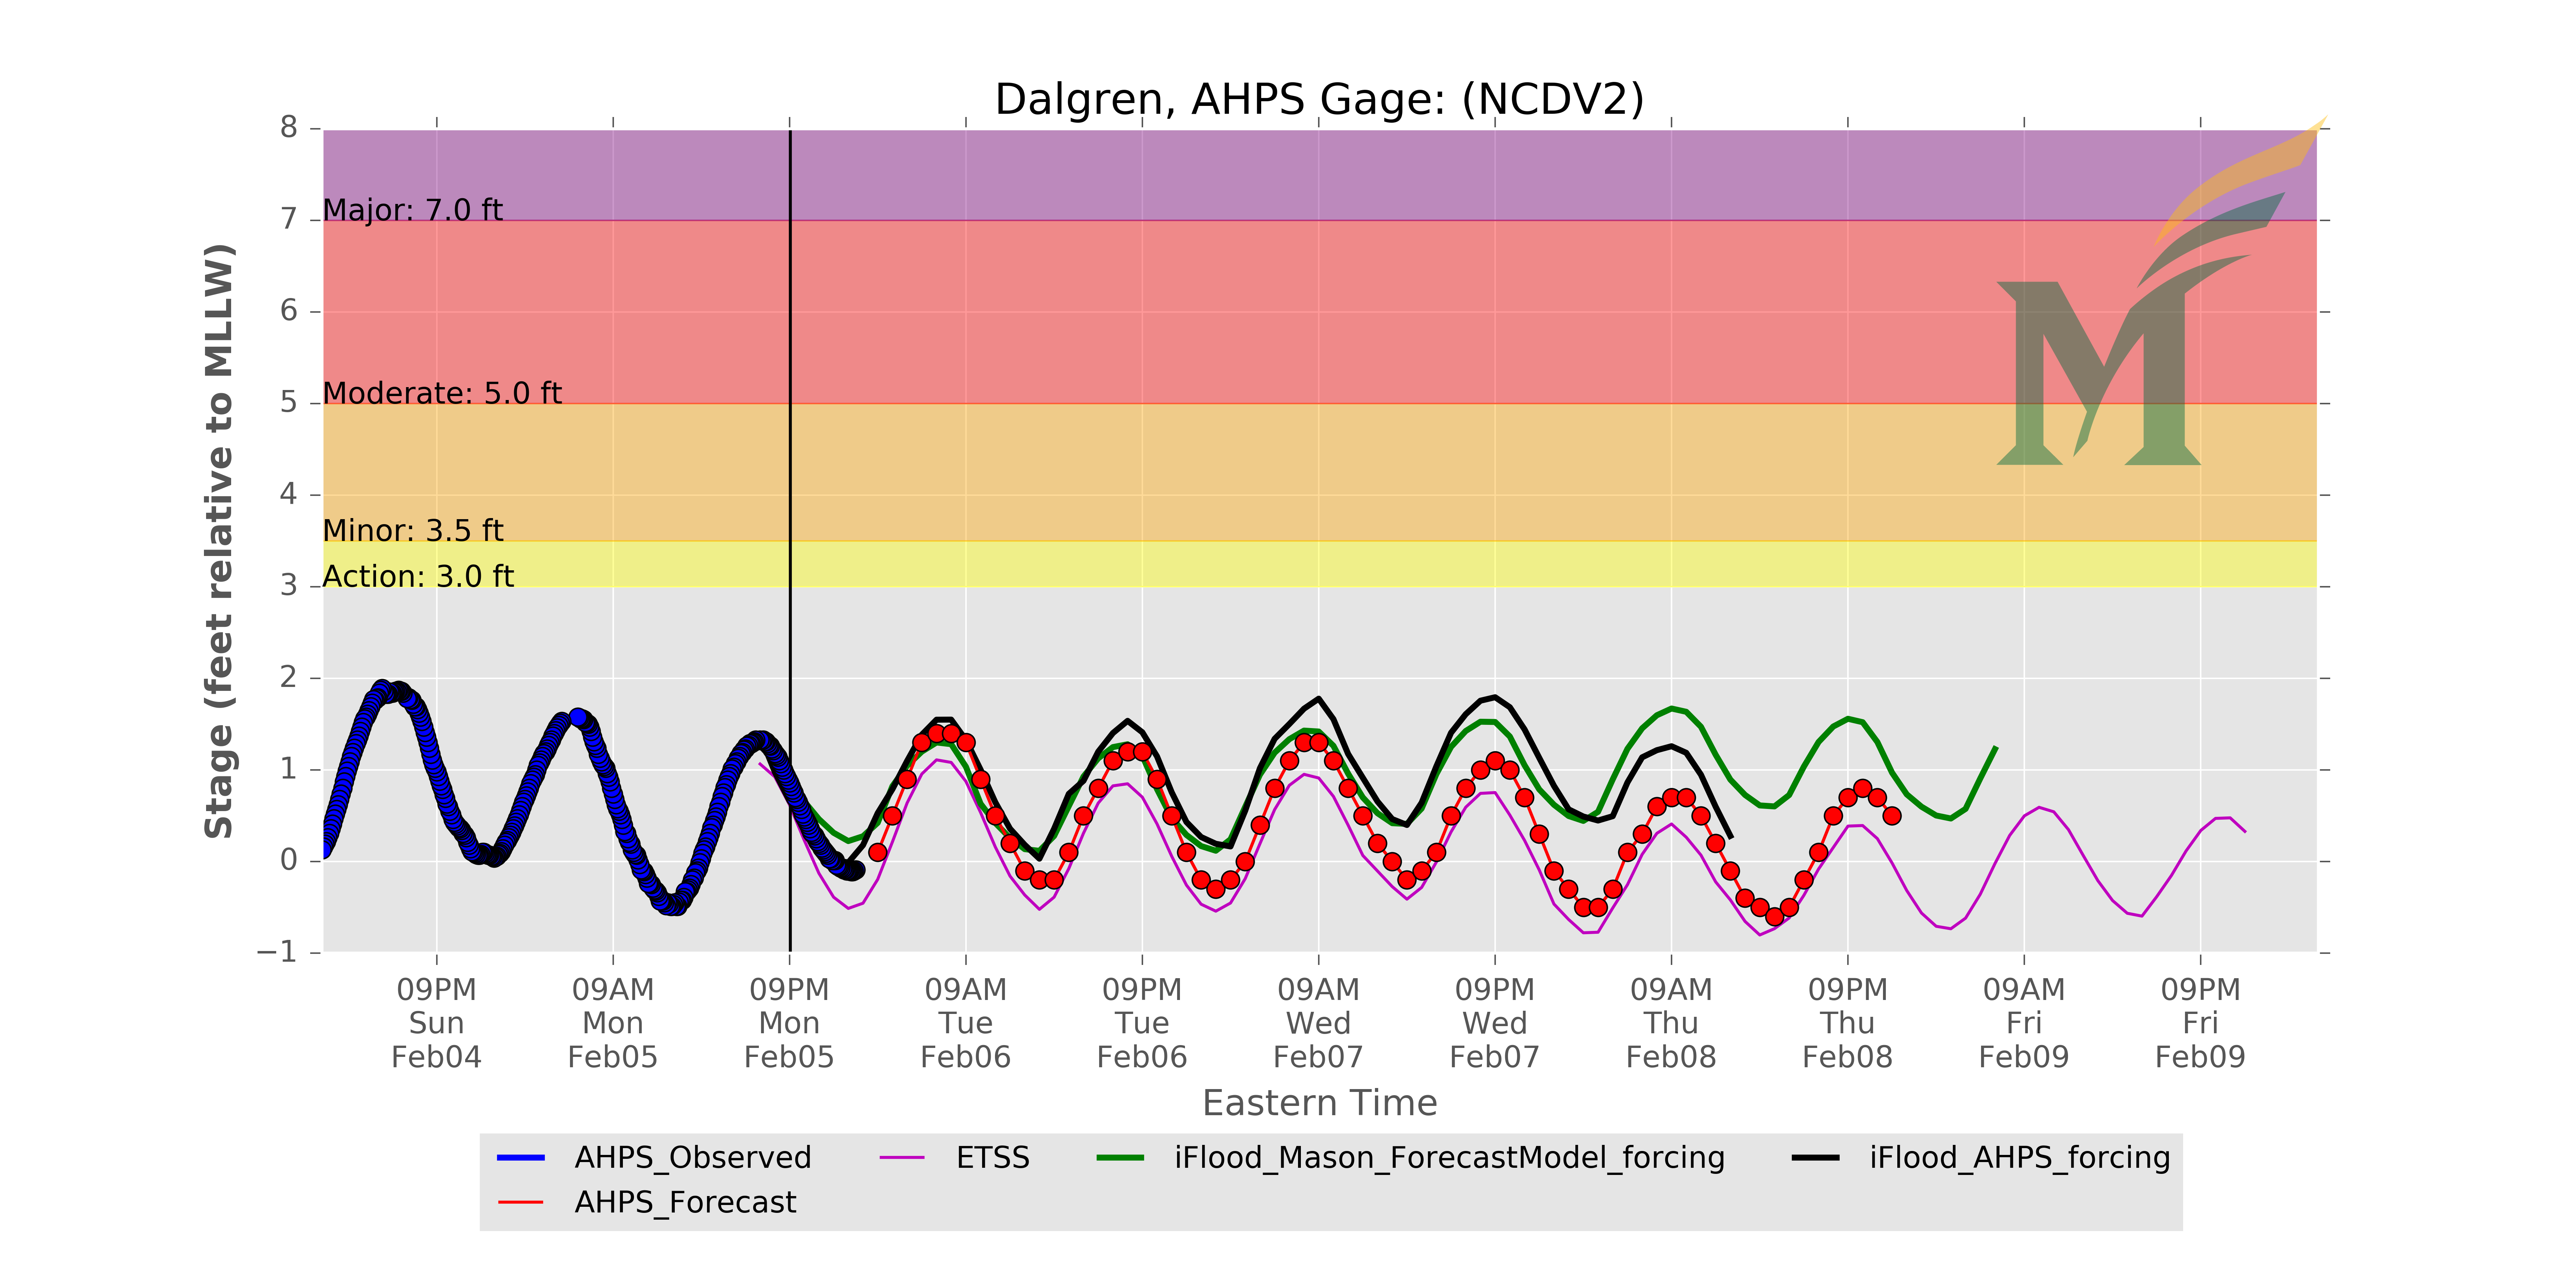 Dalgren, AHPS Gage: (NCDV2)
8
7
6
5
4
3
2
1
0
−1
Stage (feet relative to MLLW)
Major: 7.0 ft
Moderate: 5.0 ft
Minor: 3.5 ft
Action: 3.0 ft
M
09PM 09AM 09PM 09AM 09PM 09AM 09PM 09AM 09PM 09AM 09PM
Sun Mon Mon Tue Tue Wed Wed Thu Thu Fri Fri
Feb04 Feb05 Feb05 Feb06 Feb06 Feb07 Feb07 Feb08 Feb08 Feb09 Feb09
Eastern Time
AHPS_Observed ETSS iFlood_Mason_ForecastModel_forcing iFlood_AHPS_forcing
AHPS_Forecast